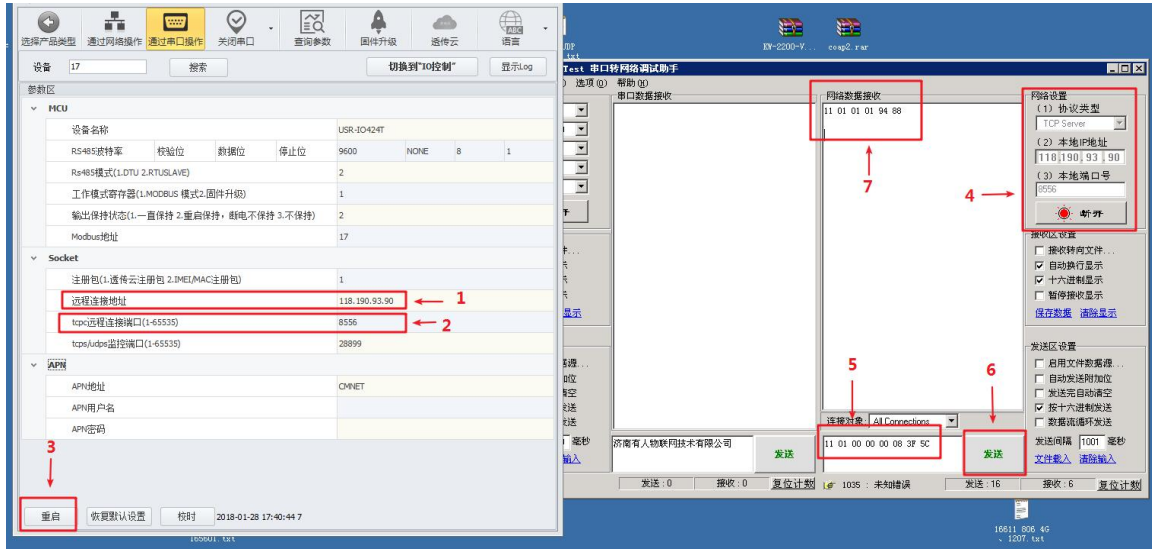 选择产品类型 通过网络操作 通过串口操作 关闭串口 查询参数 固件升级 透传云 语言
设备 17 搜索 切换到"IO控制" 显示Log
参数区
MCU
设备名称 USR-IO424T
RS485波特率 校验位 数据位 停止位 9600 NONE 8 1
Rs485模式(1.DTU 2.RTUSLAVE) 2
工作模式寄存器(1.MODBUS 模式2.固件升级) 1
输出保持状态(1.一直保持 2.重启保持，断电不保持 3.不保持) 2
Modbus地址 17
Socket
注册包(1.透传云注册包 2.IMEI/MAC注册包) 1
远程连接地址 118.190.93.90 1
tcpc远程连接端口(1-65535) 8556 2
tcps/udps监控端口(1-65535) 28899
APN
APN地址 CMNET
APN用户名
APN密码
3
重启 恢复默认设置 校时 2018-01-28 17:40:44 7
165601.txt
UDP
.txt
KW-2200-V... coap2.rar
Test 串口转网络调试助手
选项(O) 帮助(H)
串口数据接收
网络数据接收
11 01 01 01 94 88
7
网络设置
(1) 协议类型
TCP Server
(2) 本地IP地址
118.190.93.90
(3) 本地端口号
8556
4
断开
接收区设置
接收转向文件...
自动换行显示
十六进制显示
暂停接收显示
保存数据 清除显示
发送区设置
启用文件数据源...
自动发送附加位
发送完自动清空
按十六进制发送
数据流循环发送
发送间隔 1001 毫秒
文件载入 清除输入
5
6
连接对象: All Connections
济南有人物联网技术有限公司 发送
11 01 00 00 00 08 3F 5C 发送
毫秒
发送:0 接收:0 复位计数
1035 : 未知错误 发送:16 接收:6 复位计数
16611 806 4G
、1207.txt